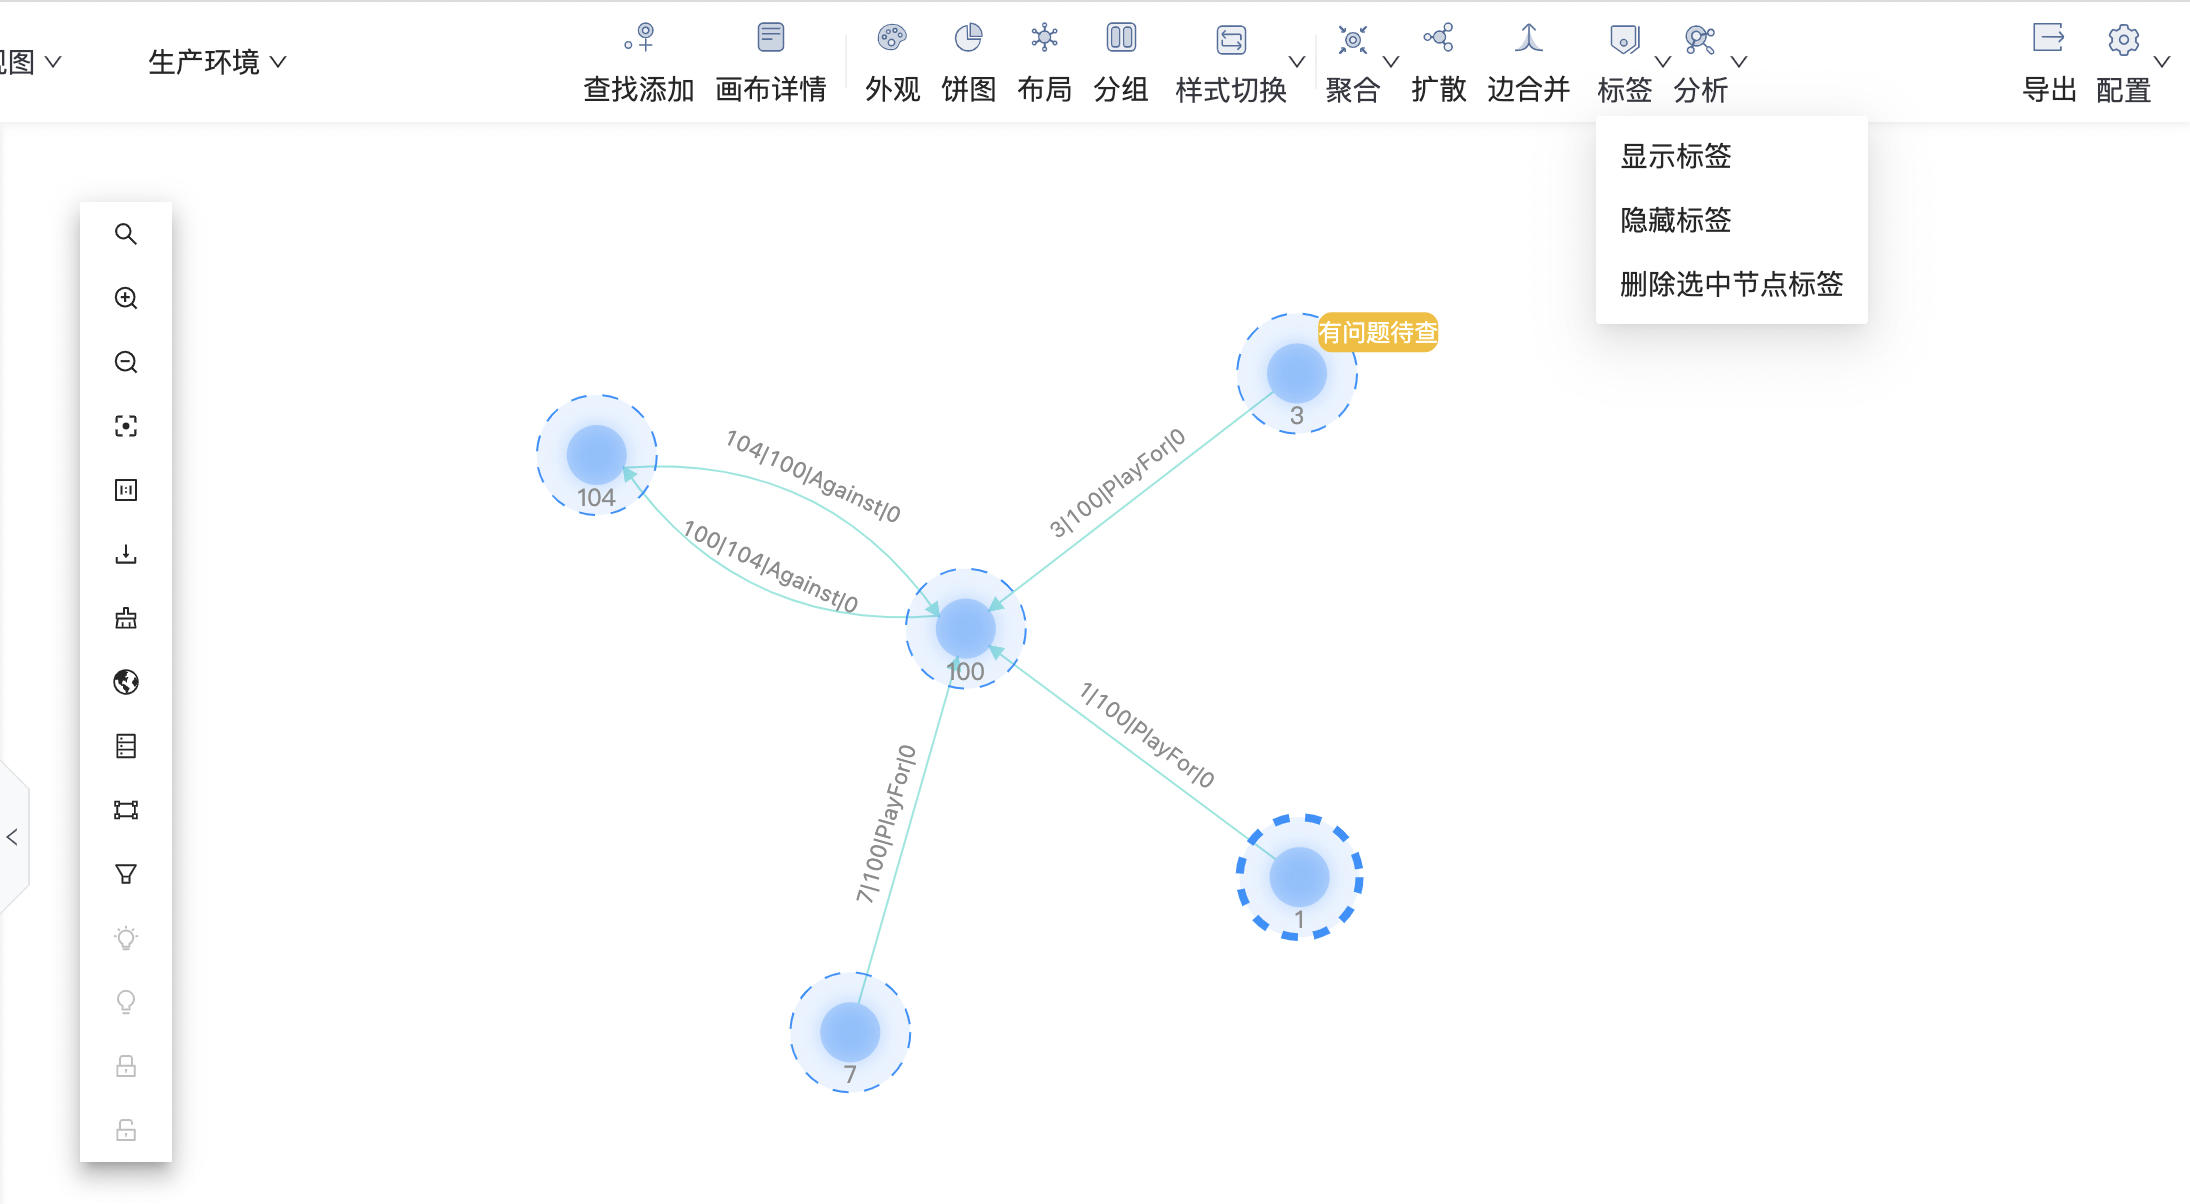 视图
生产环境
查找添加
画布详情
外观
饼图
布局
分组
样式切换
聚合
扩散
边合并
标签
分析
导出
配置
显示标签
隐藏标签
删除选中节点标签
有问题待查
3
104
104|100|Against|0
3|100|PlayFor|0
100|104|Against|0
100
1|100|PlayFor|0
7|100|PlayFor|0
1
7